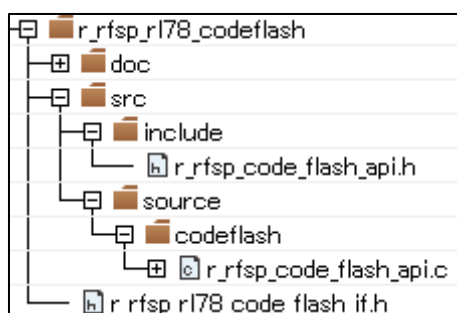 r_rfsp_rl78_codeflash
doc
src
include
r_rfsp_code_flash_api.h
source
codeflash
r_rfsp_code_flash_api.c
r_rfsp_rl78_code_flash_if.h